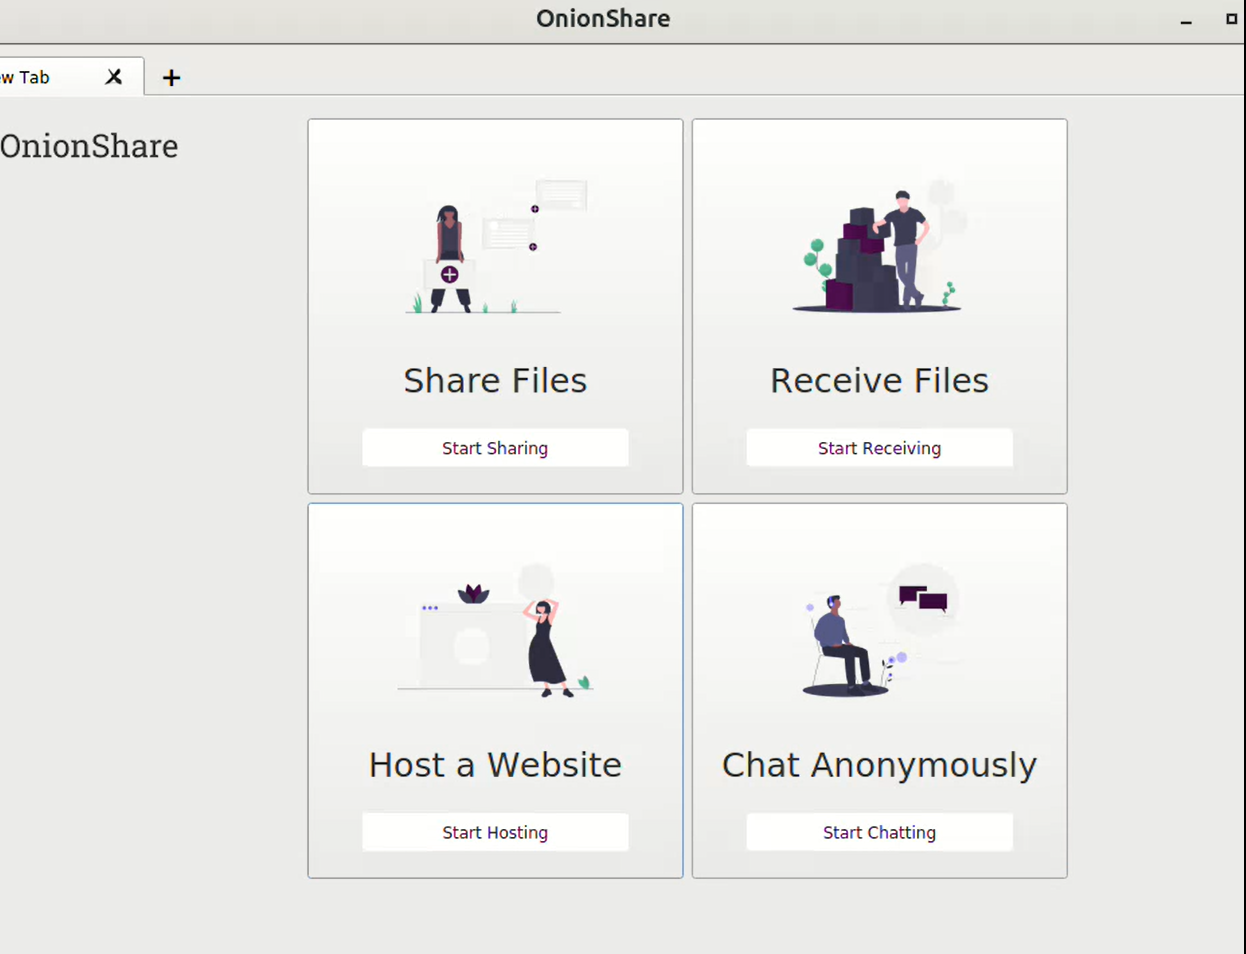 OnionShare
w Tab
OnionShare
Share Files
Start Sharing
Receive Files
Start Receiving
Host a Website
Start Hosting
Chat Anonymously
Start Chatting